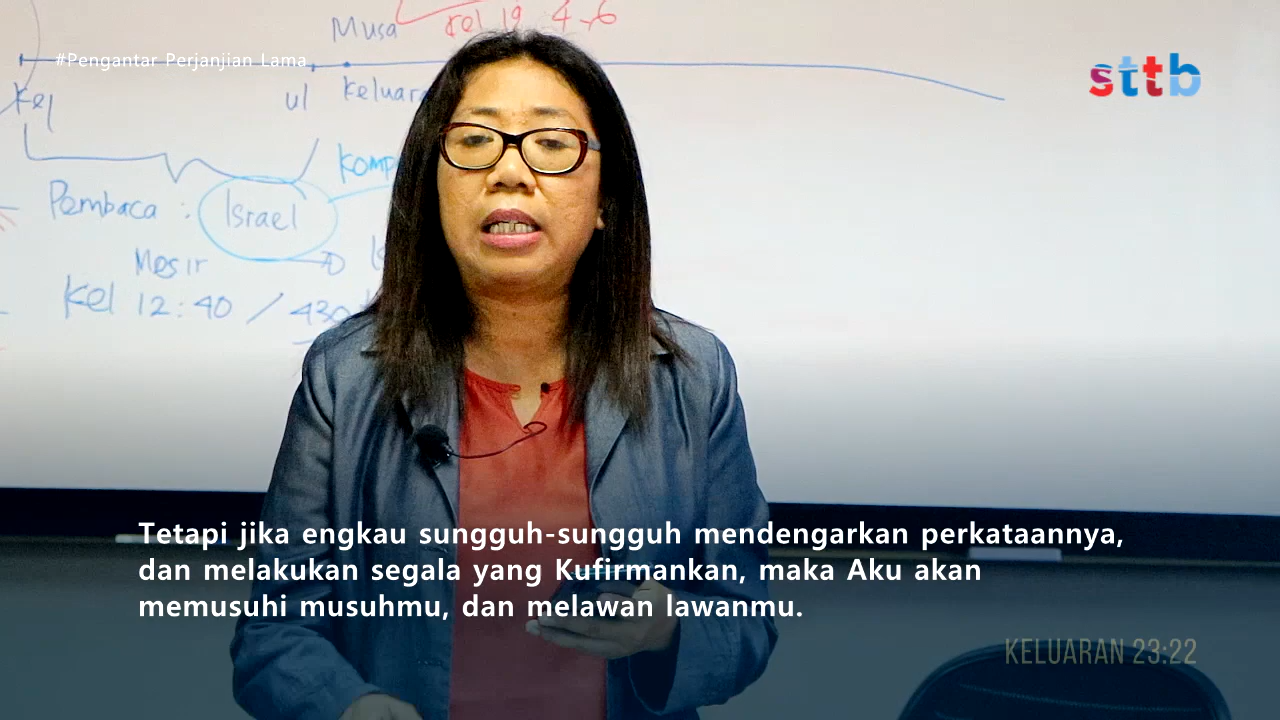 Musa
Kel 19:4-6
#Pengantar Perjanjian Lama
sttb
Kej
ul
Pembaca : Israel
Mesir
Kel 12:40 / 430
Tetapi jika engkau sungguh-sungguh mendengarkan perkataannya,
dan melakukan segala yang Kufirmankan, maka Aku akan
memusuhi musuhmu, dan melawan lawanmu.
KELUARAN 23:22